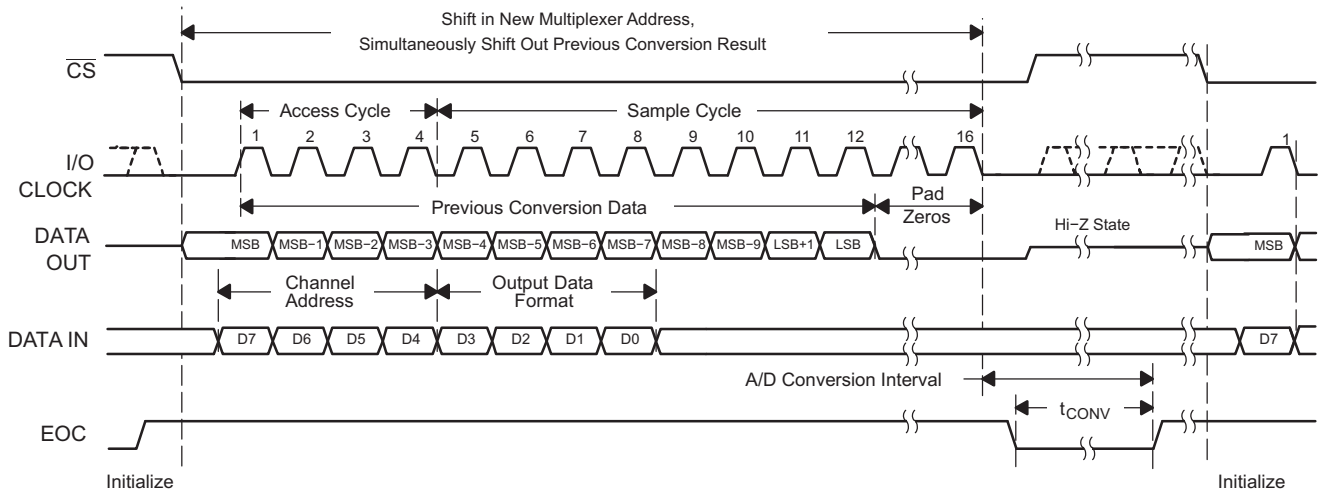 Shift in New Multiplexer Address,
Simultaneously Shift Out Previous Conversion Result
CS
Access Cycle
Sample Cycle
1 2 3 4 5 6 7 8 9 10 11 12 16 1
I/O
CLOCK
Previous Conversion Data
Pad
Zeros
DATA
OUT
MSB MSB−1 MSB−2 MSB−3 MSB−4 MSB−5 MSB−6 MSB−7 MSB−8 MSB−9 LSB+1 LSB
Hi−Z State
MSB
Channel
Address
Output Data
Format
DATA IN
D7 D6 D5 D4 D3 D2 D1 D0 D7
A/D Conversion Interval
tCONV
EOC
Initialize
Initialize